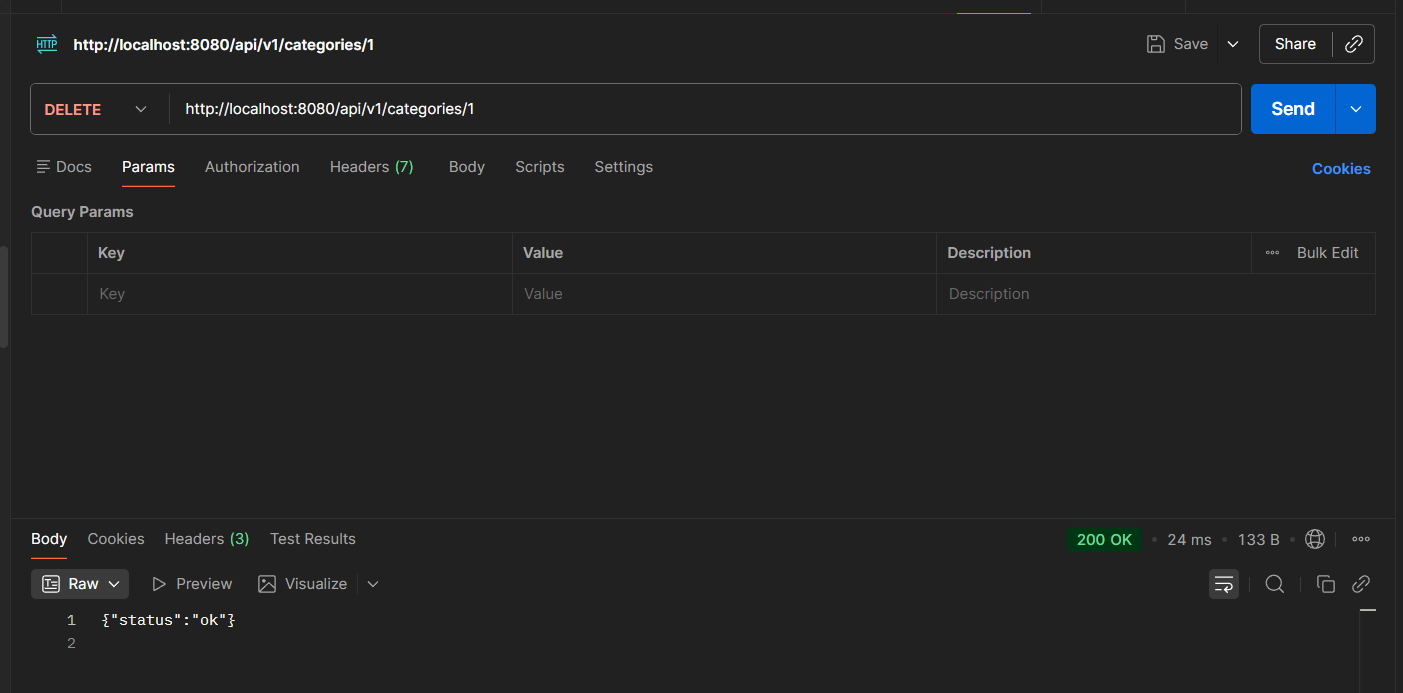 HTTP http://localhost:8080/api/v1/categories/1 Save Share
DELETE http://localhost:8080/api/v1/categories/1 Send
Docs Params Authorization Headers (7) Body Scripts Settings Cookies
Query Params
Key Value Description Bulk Edit
Key Value Description
Body Cookies Headers (3) Test Results 200 OK • 24 ms • 133 B •
Raw Preview Visualize
1 {"status":"ok"}
2